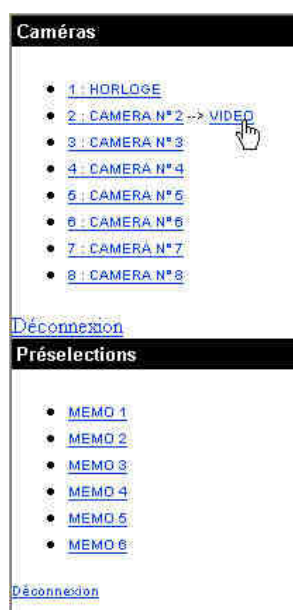 Caméras
1 : HORLOGE
2 : CAMERA N°2 --> VIDEO
3 : CAMERA N°3
4 : CAMERA N°4
5 : CAMERA N°5
6 : CAMERA N°6
7 : CAMERA N°7
8 : CAMERA N°8
Déconnexion
Préselections
MEMO 1
MEMO 2
MEMO 3
MEMO 4
MEMO 5
MEMO 6
Déconnexion